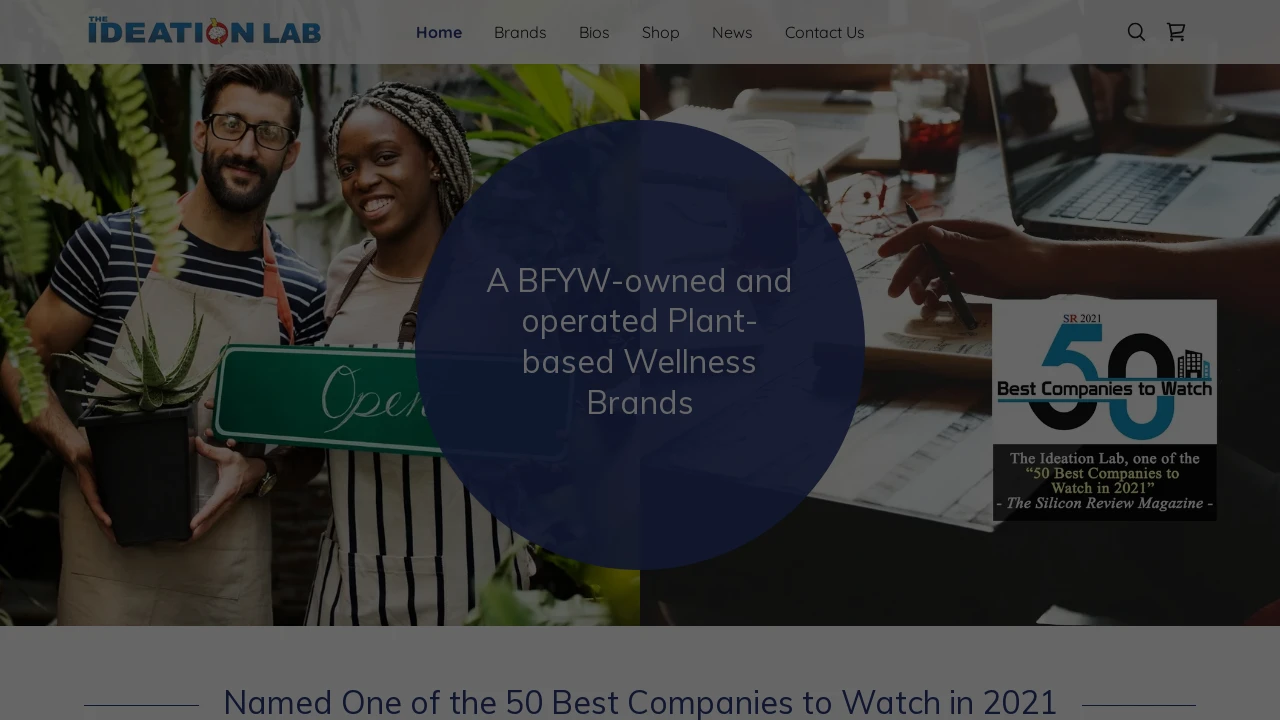 THE
IDEATION LAB
Home
Brands
Bios
Shop
News
Contact Us
Open
A BFYW-owned and
operated Plant-
based Wellness
Brands
SR 2021
50
Best Companies to Watch
The Ideation Lab, one of the
“50 Best Companies to
Watch in 2021”
- The Silicon Review Magazine -
Named One of the 50 Best Companies to Watch in 2021